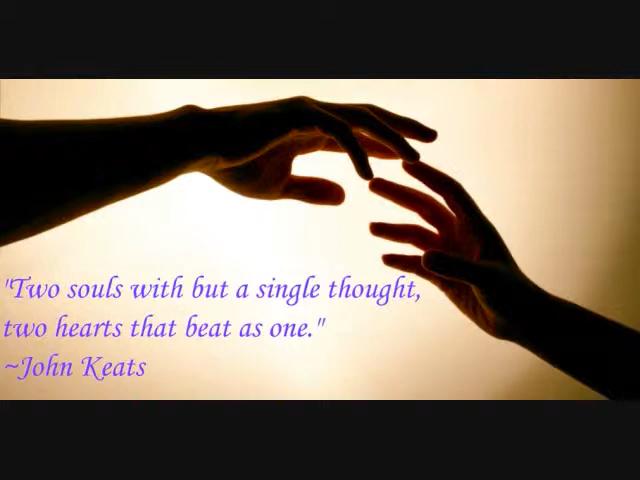 "Two souls with but a single thought,
two hearts that beat as one."
~John Keats